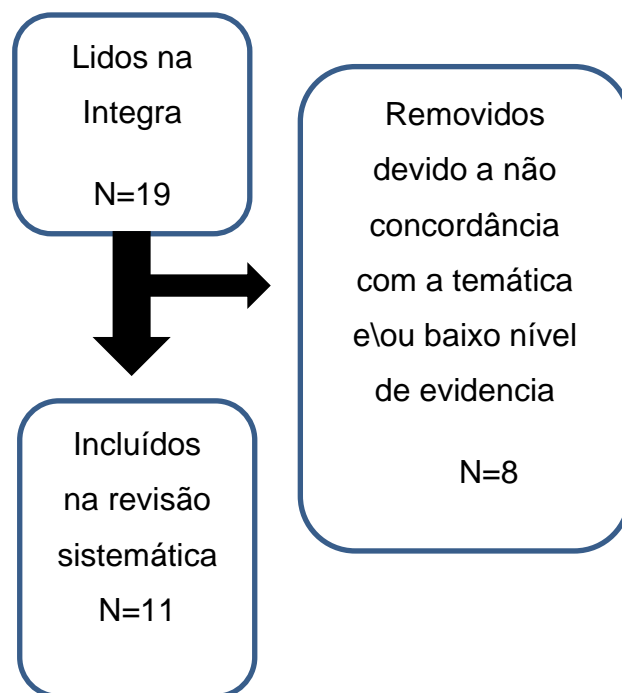 Lidos na
Integra
N=19
Removidos
devido a não
concordância
com a temática
e\ou baixo nível
de evidencia
N=8
Incluídos
na revisão
sistemática
N=11